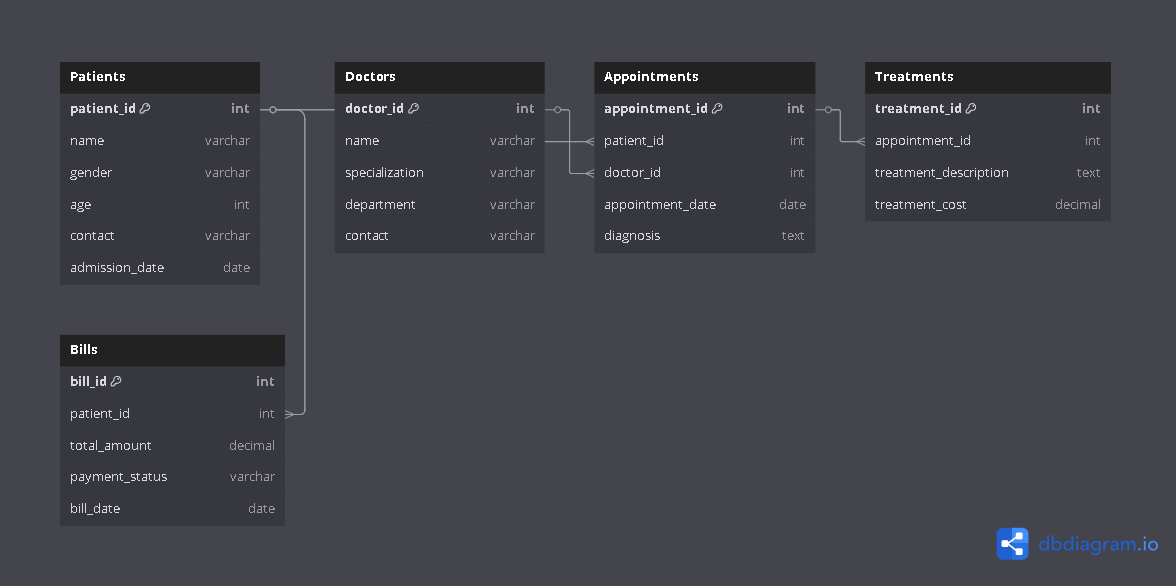 Patients
patient_id int
name varchar
gender varchar
age int
contact varchar
admission_date date
Doctors
doctor_id int
name varchar
specialization varchar
department varchar
contact varchar
Appointments
appointment_id int
patient_id int
doctor_id int
appointment_date date
diagnosis text
Treatments
treatment_id int
appointment_id int
treatment_description text
treatment_cost decimal
Bills
bill_id int
patient_id int
total_amount decimal
payment_status varchar
bill_date date
dbdiagram.io